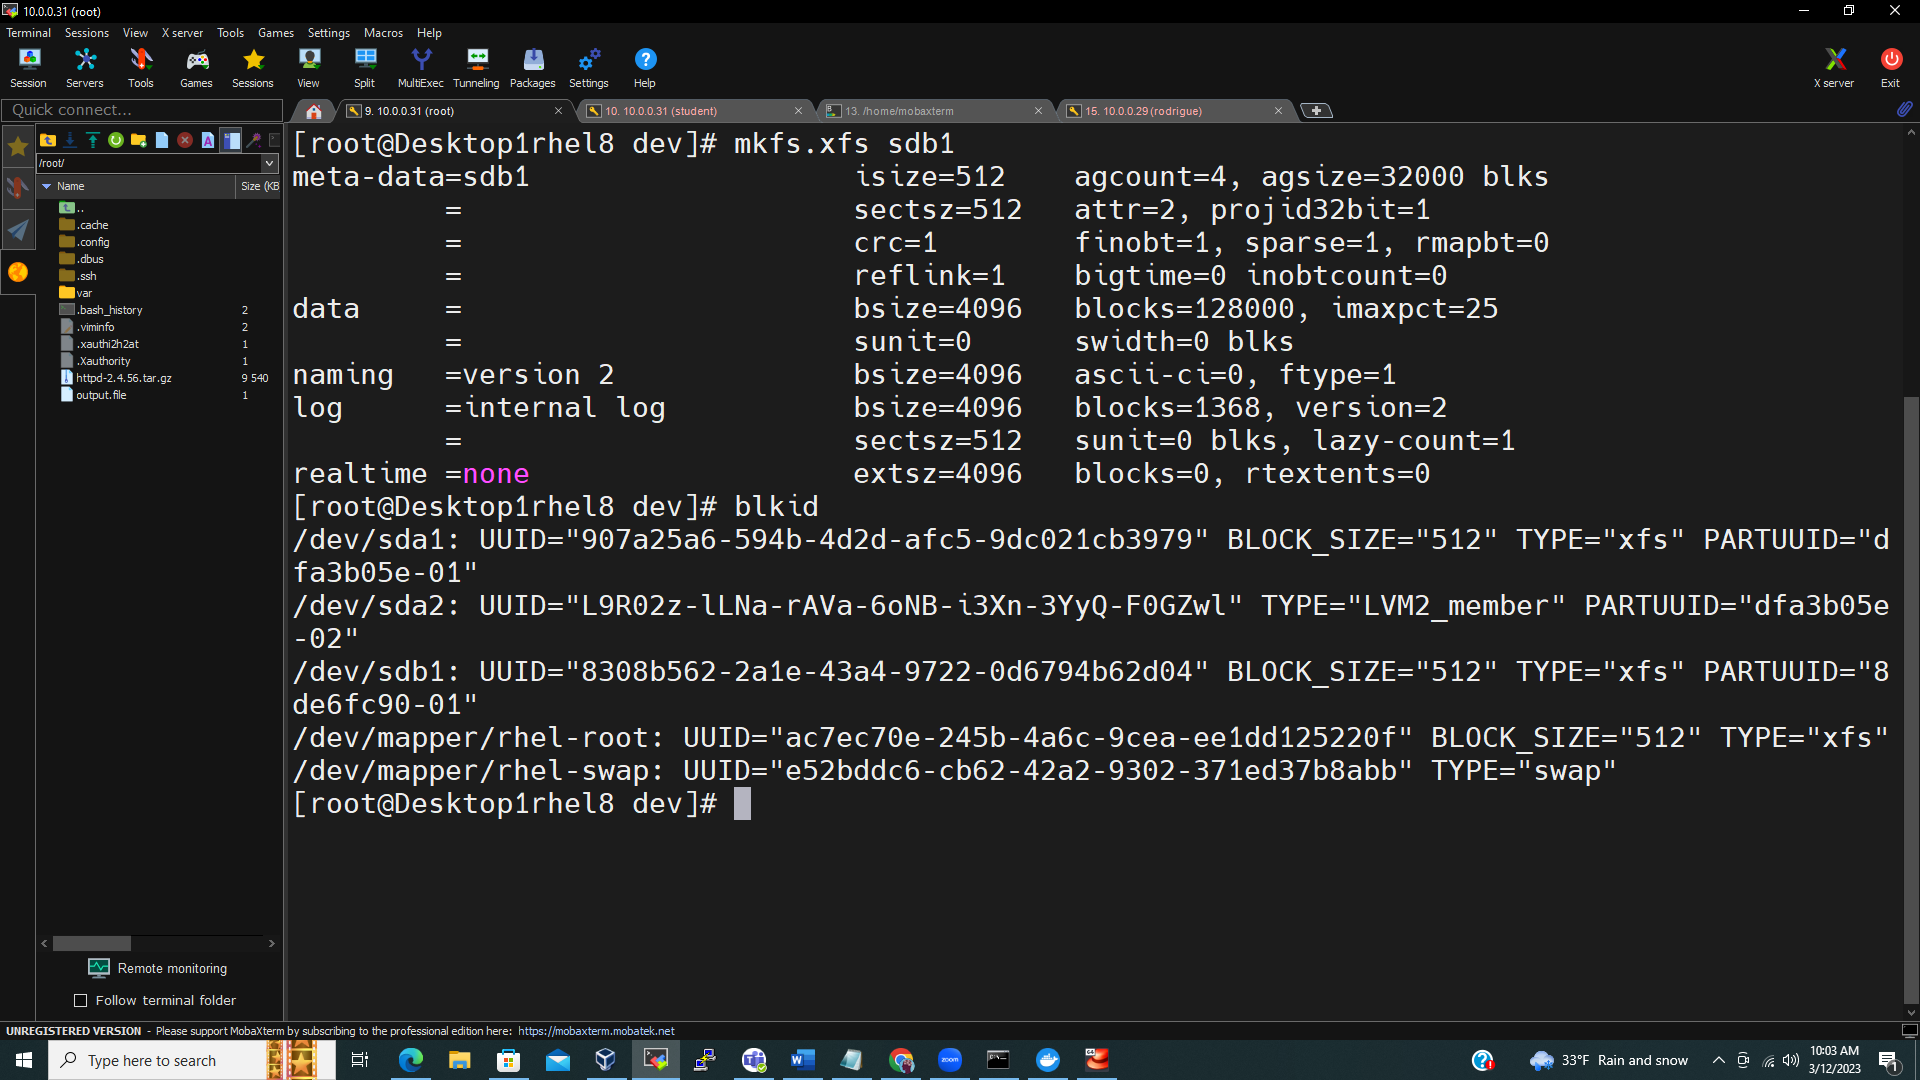 10.0.0.31 (root)
Terminal Sessions View X server Tools Games Settings Macros Help
Session Servers Tools Games Sessions View Split MultiExec Tunneling Packages Settings Help X server Exit
Quick connect...
9. 10.0.0.31 (root) 10. 10.0.0.31 (student) 13. /home/mobaxterm 15. 10.0.0.29 (rodrigue)
/root/
Name Size (KB
..
.cache
.config
.dbus
.ssh
var
.bash_history 2
.viminfo 2
.xauthi2h2at 1
.Xauthority 1
httpd-2.4.56.tar.gz 9 540
output.file 1
Remote monitoring
Follow terminal folder
[root@Desktop1rhel8 dev]# mkfs.xfs sdb1
meta-data=sdb1 isize=512 agcount=4, agsize=32000 blks
= sectsz=512 attr=2, projid32bit=1
= crc=1 finobt=1, sparse=1, rmapbt=0
= reflink=1 bigtime=0 inobtcount=0
data = bsize=4096 blocks=128000, imaxpct=25
= sunit=0 swidth=0 blks
naming =version 2 bsize=4096 ascii-ci=0, ftype=1
log =internal log bsize=4096 blocks=1368, version=2
= sectsz=512 sunit=0 blks, lazy-count=1
realtime =none extsz=4096 blocks=0, rtextents=0
[root@Desktop1rhel8 dev]# blkid
/dev/sda1: UUID="907a25a6-594b-4d2d-afc5-9dc021cb3979" BLOCK_SIZE="512" TYPE="xfs" PARTUUID="d
fa3b05e-01"
/dev/sda2: UUID="L9R02z-lLNa-rAVa-6oNB-i3Xn-3YyQ-F0GZwl" TYPE="LVM2_member" PARTUUID="dfa3b05e
-02"
/dev/sdb1: UUID="8308b562-2a1e-43a4-9722-0d6794b62d04" BLOCK_SIZE="512" TYPE="xfs" PARTUUID="8
de6fc90-01"
/dev/mapper/rhel-root: UUID="ac7ec70e-245b-4a6c-9cea-ee1dd125220f" BLOCK_SIZE="512" TYPE="xfs"
/dev/mapper/rhel-swap: UUID="e52bddc6-cb62-42a2-9302-371ed37b8abb" TYPE="swap"
[root@Desktop1rhel8 dev]#
UNREGISTERED VERSION - Please support MobaXterm by subscribing to the professional edition here: https://mobaxterm.mobatek.net
Type here to search
zoom
33°F Rain and snow
10:03 AM
3/12/2023
1